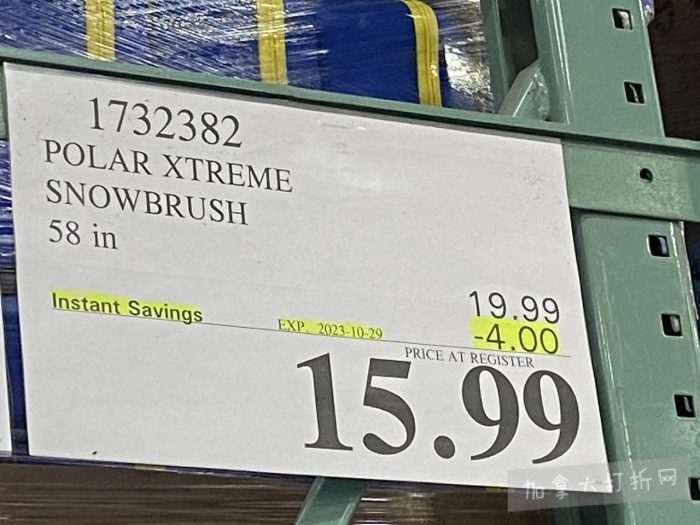 1732382
POLAR XTREME
SNOWBRUSH
58 in
19.99
Instant Savings EXP. 2023-10-29 -4.00
PRICE AT REGISTER
15.99
加拿大打折网